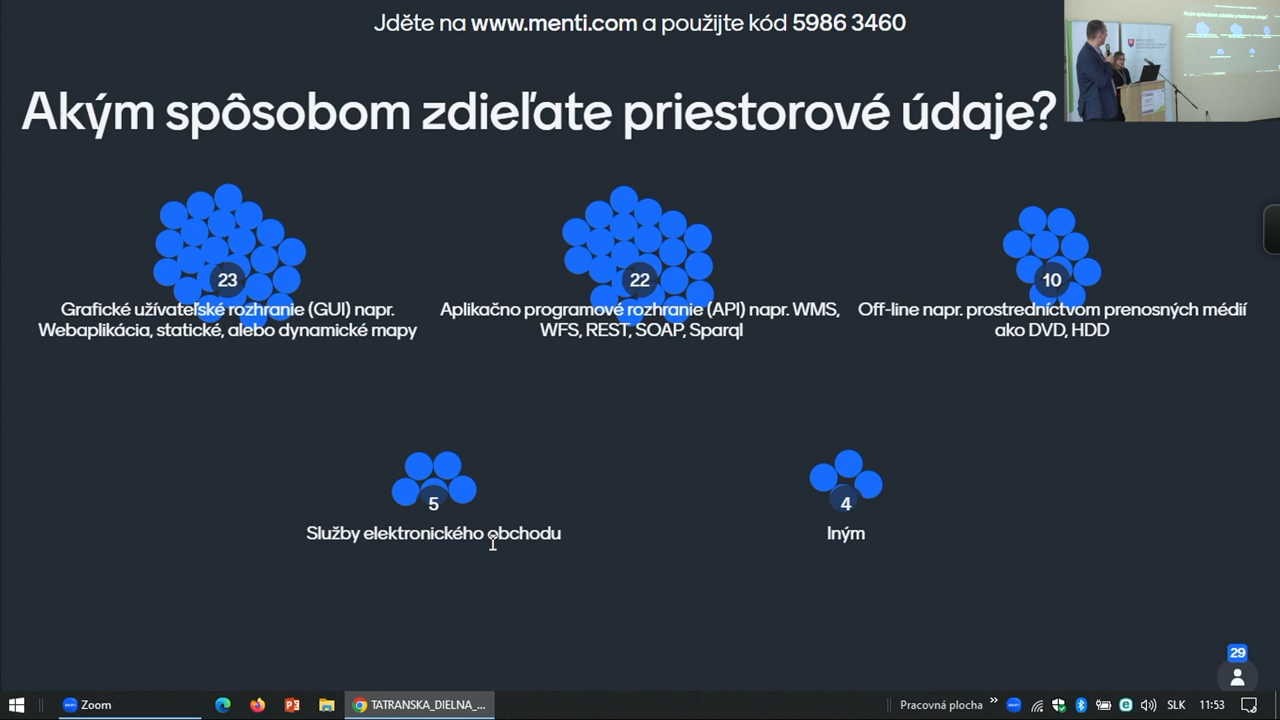 Jděte na www.menti.com a použijte kód 5986 3460
Akým spôsobom zdieľate priestorové údaje?
23
Grafické užívateľské rozhranie (GUI) napr.
Webaplikácia, statické, alebo dynamické mapy
22
Aplikačno programové rozhranie (API) napr. WMS,
WFS, REST, SOAP, Sparql
10
Off-line napr. prostredníctvom prenosných médií
ako DVD, HDD
5
Služby elektronického obchodu
4
Iným
29
Zoom
TATRANSKA_DIELNA_...
Pracovná plocha
SLK
11:53